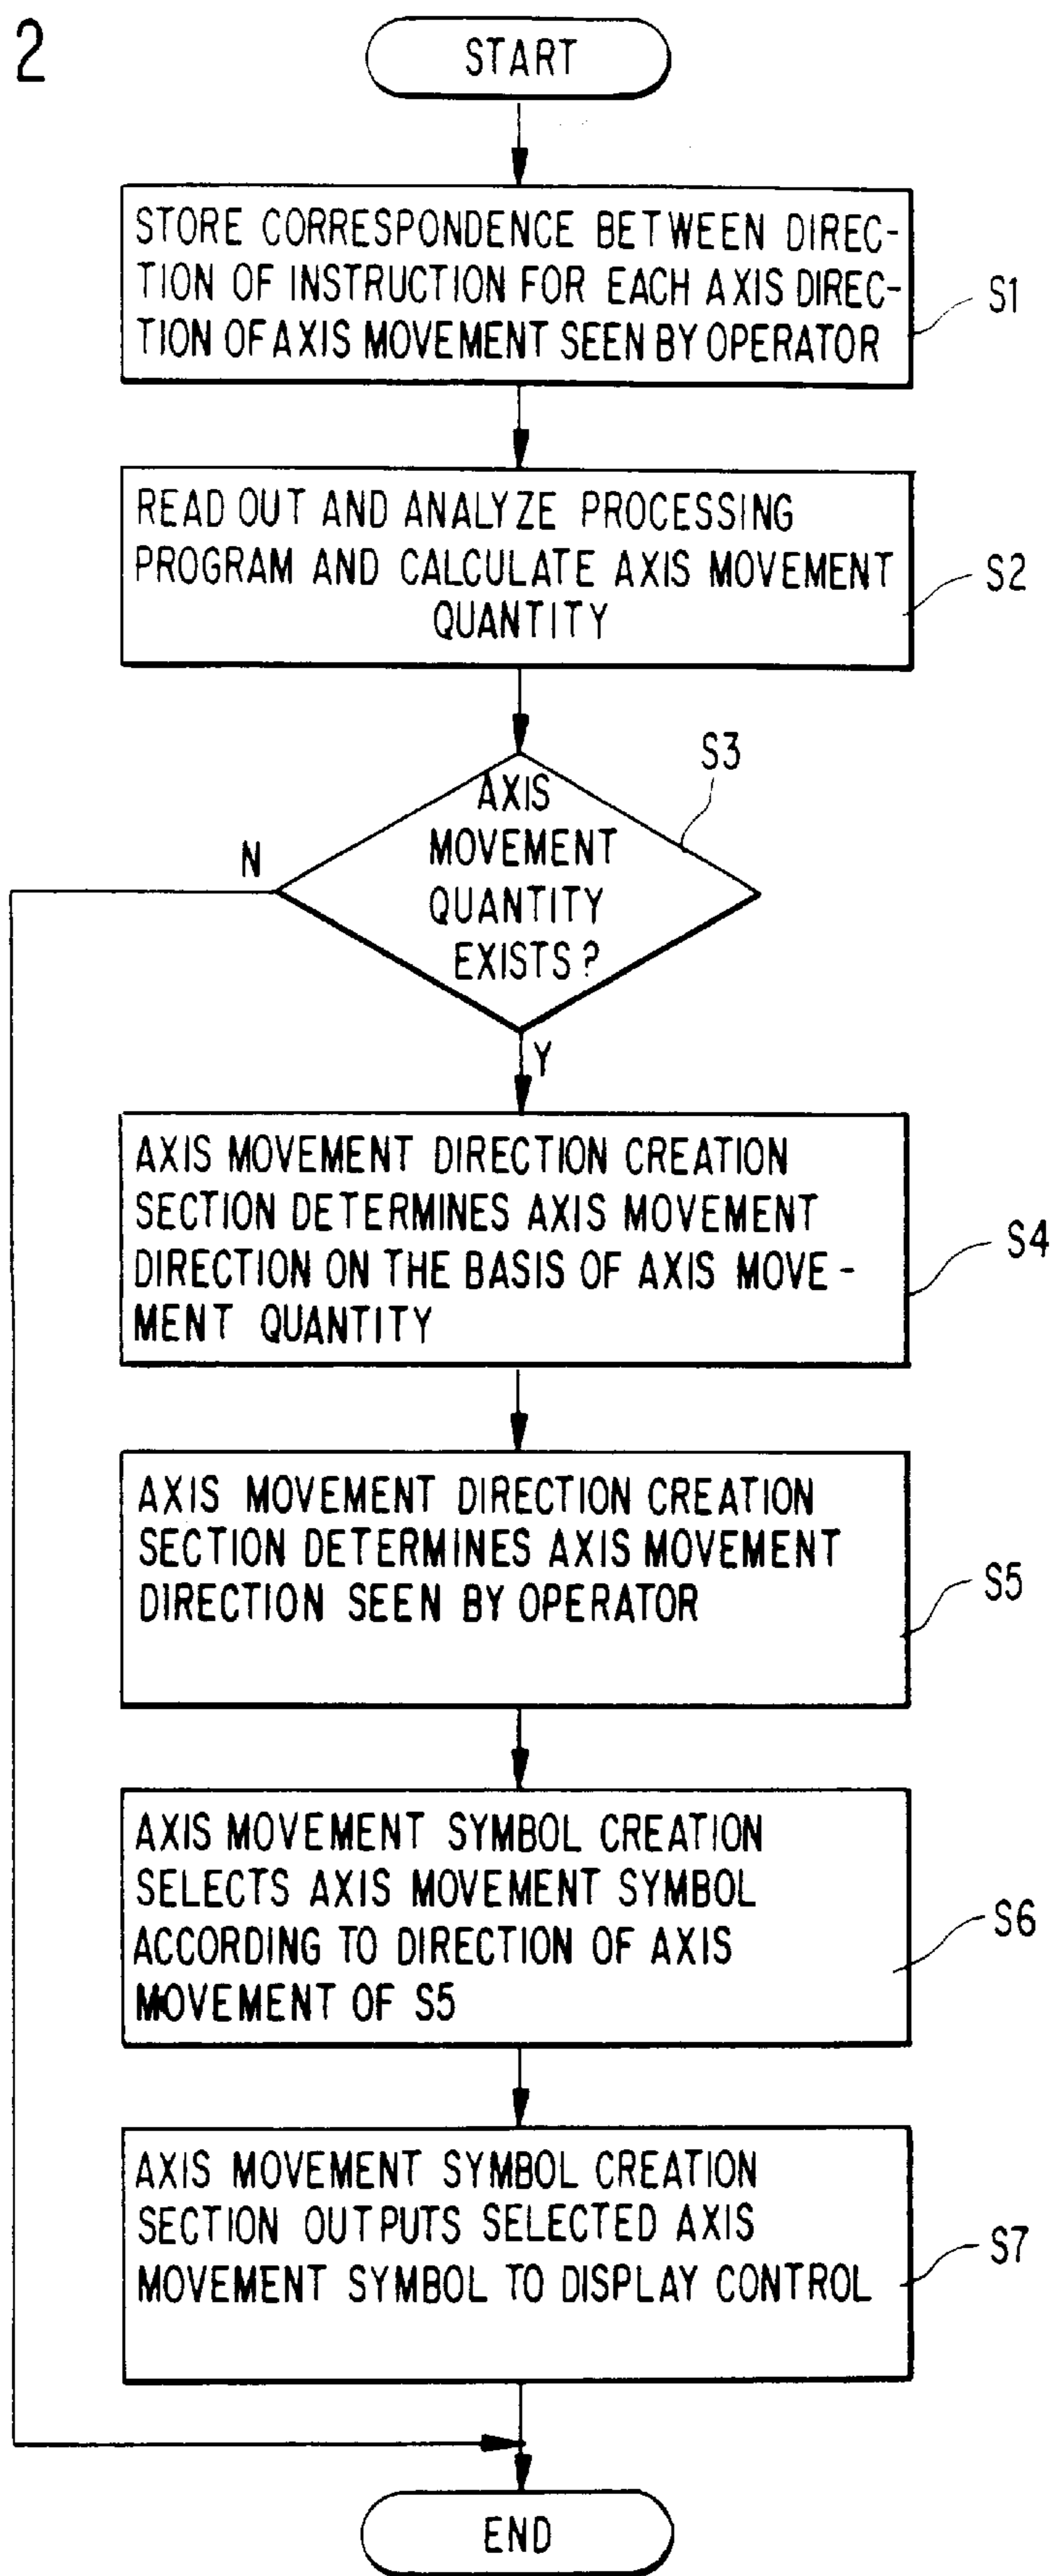 2
START
STORE CORRESPONDENCE BETWEEN DIREC-
TION OF INSTRUCTION FOR EACH AXIS DIREC-
TION OF AXIS MOVEMENT SEEN BY OPERATOR
S1
READ OUT AND ANALYZE PROCESSING
PROGRAM AND CALCULATE AXIS MOVEMENT
QUANTITY
S2
S3
AXIS
MOVEMENT
QUANTITY
EXISTS?
N
Y
AXIS MOVEMENT DIRECTION CREATION
SECTION DETERMINES AXIS MOVEMENT
DIRECTION ON THE BASIS OF AXIS MOVE-
MENT QUANTITY
S4
AXIS MOVEMENT DIRECTION CREATION
SECTION DETERMINES AXIS MOVEMENT
DIRECTION SEEN BY OPERATOR
S5
AXIS MOVEMENT SYMBOL CREATION
SELECTS AXIS MOVEMENT SYMBOL
ACCORDING TO DIRECTION OF AXIS
MOVEMENT OF S5
S6
AXIS MOVEMENT SYMBOL CREATION
SECTION OUTPUTS SELECTED AXIS
MOVEMENT SYMBOL TO DISPLAY CONTROL
S7
END